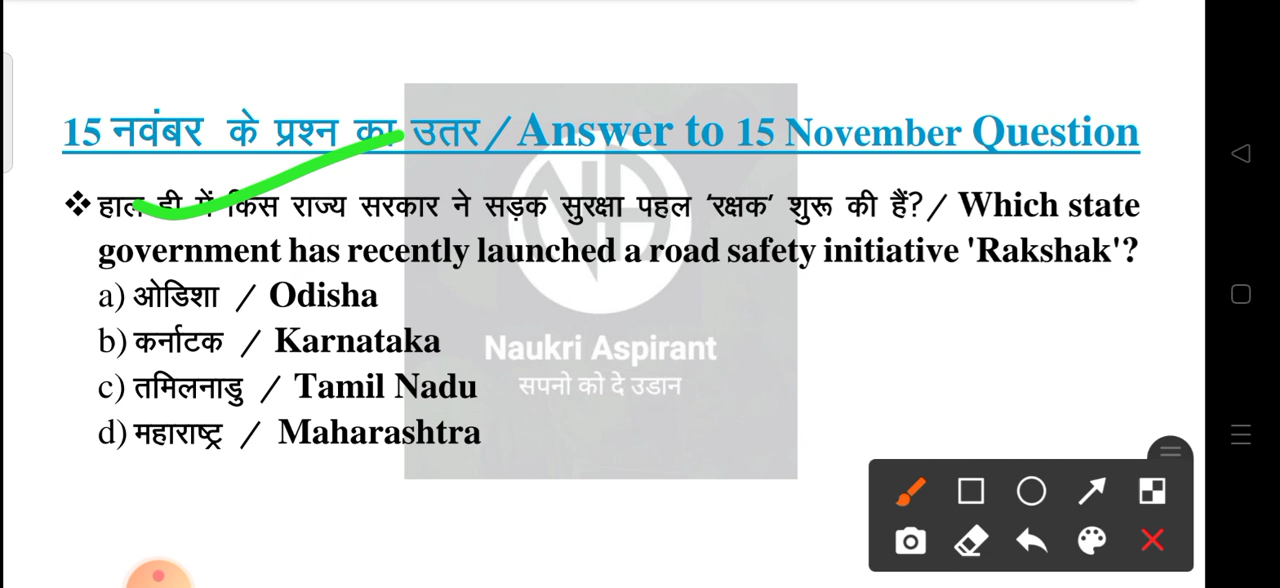 15 नवंबर के प्रश्न का उतर / Answer to 15 November Question
❖ हाल ही में किस राज्य सरकार ने सड़क सुरक्षा पहल ‘रक्षक’ शुरू की हैं? / Which state
government has recently launched a road safety initiative 'Rakshak'?
a) ओडिशा / Odisha
b) कर्नाटक / Karnataka
c) तमिलनाडु / Tamil Nadu
d) महाराष्ट्र / Maharashtra
Naukri Aspirant
सपनो को दे उडान